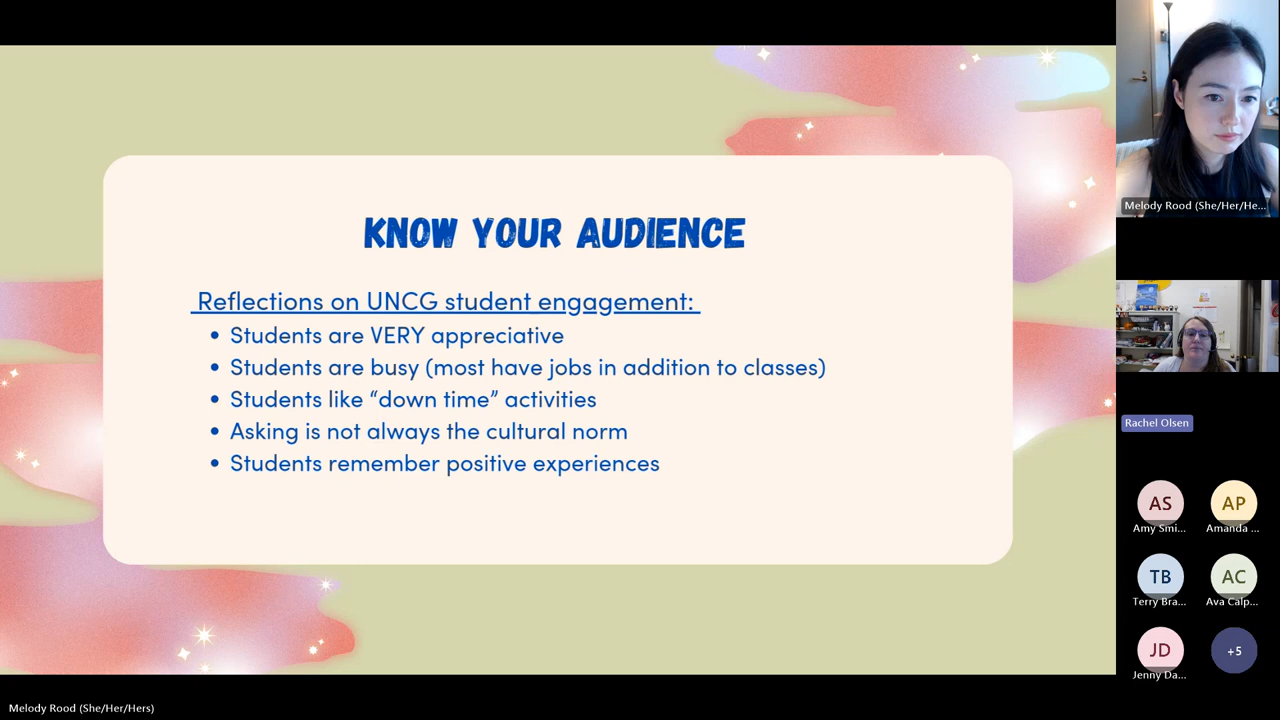 KNOW YOUR AUDIENCE
Reflections on UNCG student engagement:
• Students are VERY appreciative
• Students are busy (most have jobs in addition to classes)
• Students like “down time” activities
• Asking is not always the cultural norm
• Students remember positive experiences
Melody Rood (She/Her/He...
Rachel Olsen
AS
AP
Amy Smi...
Amanda ...
TB
AC
Terry Bra...
Ava Calp...
JD
+5
Jenny Da...
Melody Rood (She/Her/Hers)